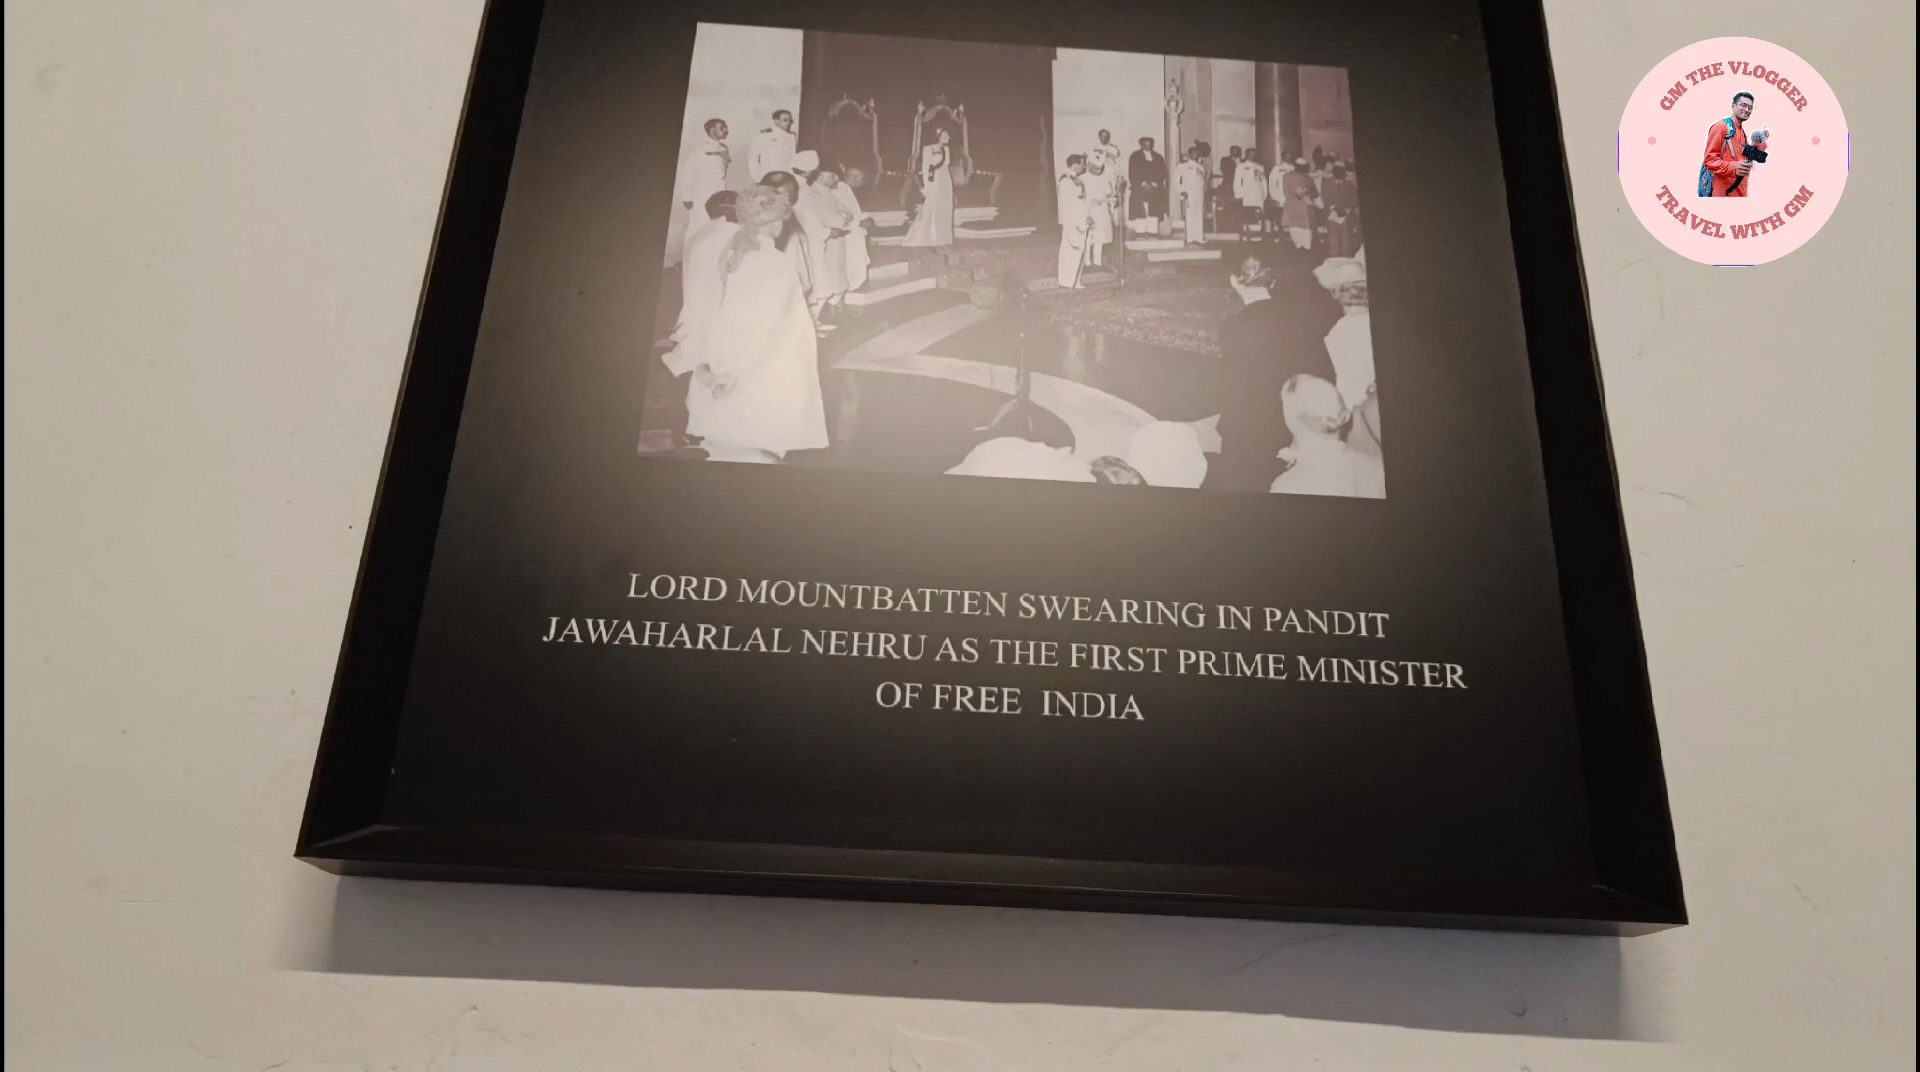 GM THE VLOGGER
TRAVEL WITH GM
LORD MOUNTBATTEN SWEARING IN PANDIT
JAWAHARLAL NEHRU AS THE FIRST PRIME MINISTER
OF FREE INDIA